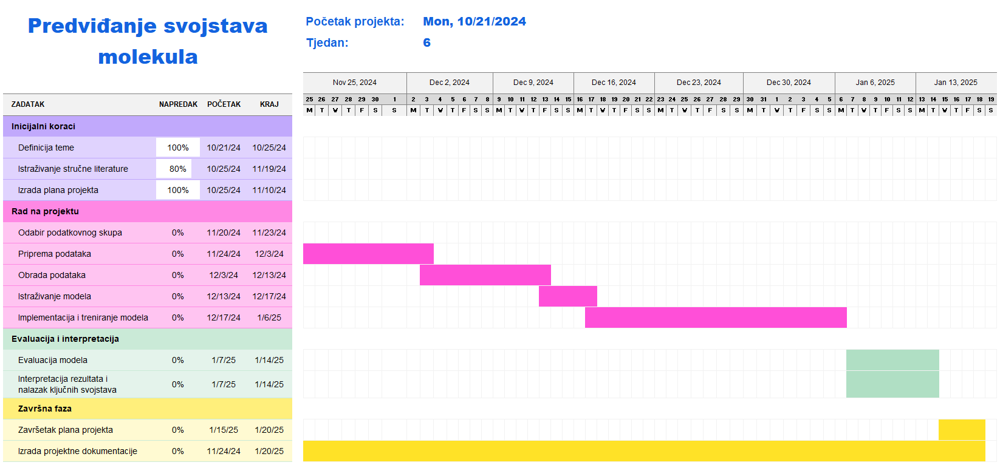 Predviđanje svojstava
molekula
Početak projekta: Mon, 10/21/2024
Tjedan: 6
Nov 25, 2024 Dec 2, 2024 Dec 9, 2024 Dec 16, 2024 Dec 23, 2024 Dec 30, 2024 Jan 6, 2025 Jan 13, 2025
25 26 27 28 29 30 1 2 3 4 5 6 7 8 9 10 11 12 13 14 15 16 17 18 19 20 21 22 23 24 25 26 27 28 29 30 31 1 2 3 4 5 6 7 8 9 10 11 12 13 14 15 16 17 18 19
M T W T F S S M T W T F S S M T W T F S S M T W T F S S M T W T F S S M T W T F S S M T W T F S S M T W T F S S
ZADATAK NAPREDAK POČETAK KRAJ
Inicijalni koraci
Definicija teme 100% 10/21/24 10/25/24
Istraživanje stručne literature 80% 10/25/24 11/19/24
Izrada plana projekta 100% 10/25/24 11/10/24
Rad na projektu
Odabir podatkovnog skupa 0% 11/20/24 11/23/24
Priprema podataka 0% 11/24/24 12/3/24
Obrada podataka 0% 12/3/24 12/13/24
Istraživanje modela 0% 12/13/24 12/17/24
Implementacija i treniranje modela 0% 12/17/24 1/6/25
Evaluacija i interpretacija
Evaluacija modela 0% 1/7/25 1/14/25
Interpretacija rezultata i
nalazak ključnih svojstava 0% 1/7/25 1/14/25
Završna faza
Završetak plana projekta 0% 1/15/25 1/20/25
Izrada projektne dokumentacije 0% 11/24/24 1/20/25